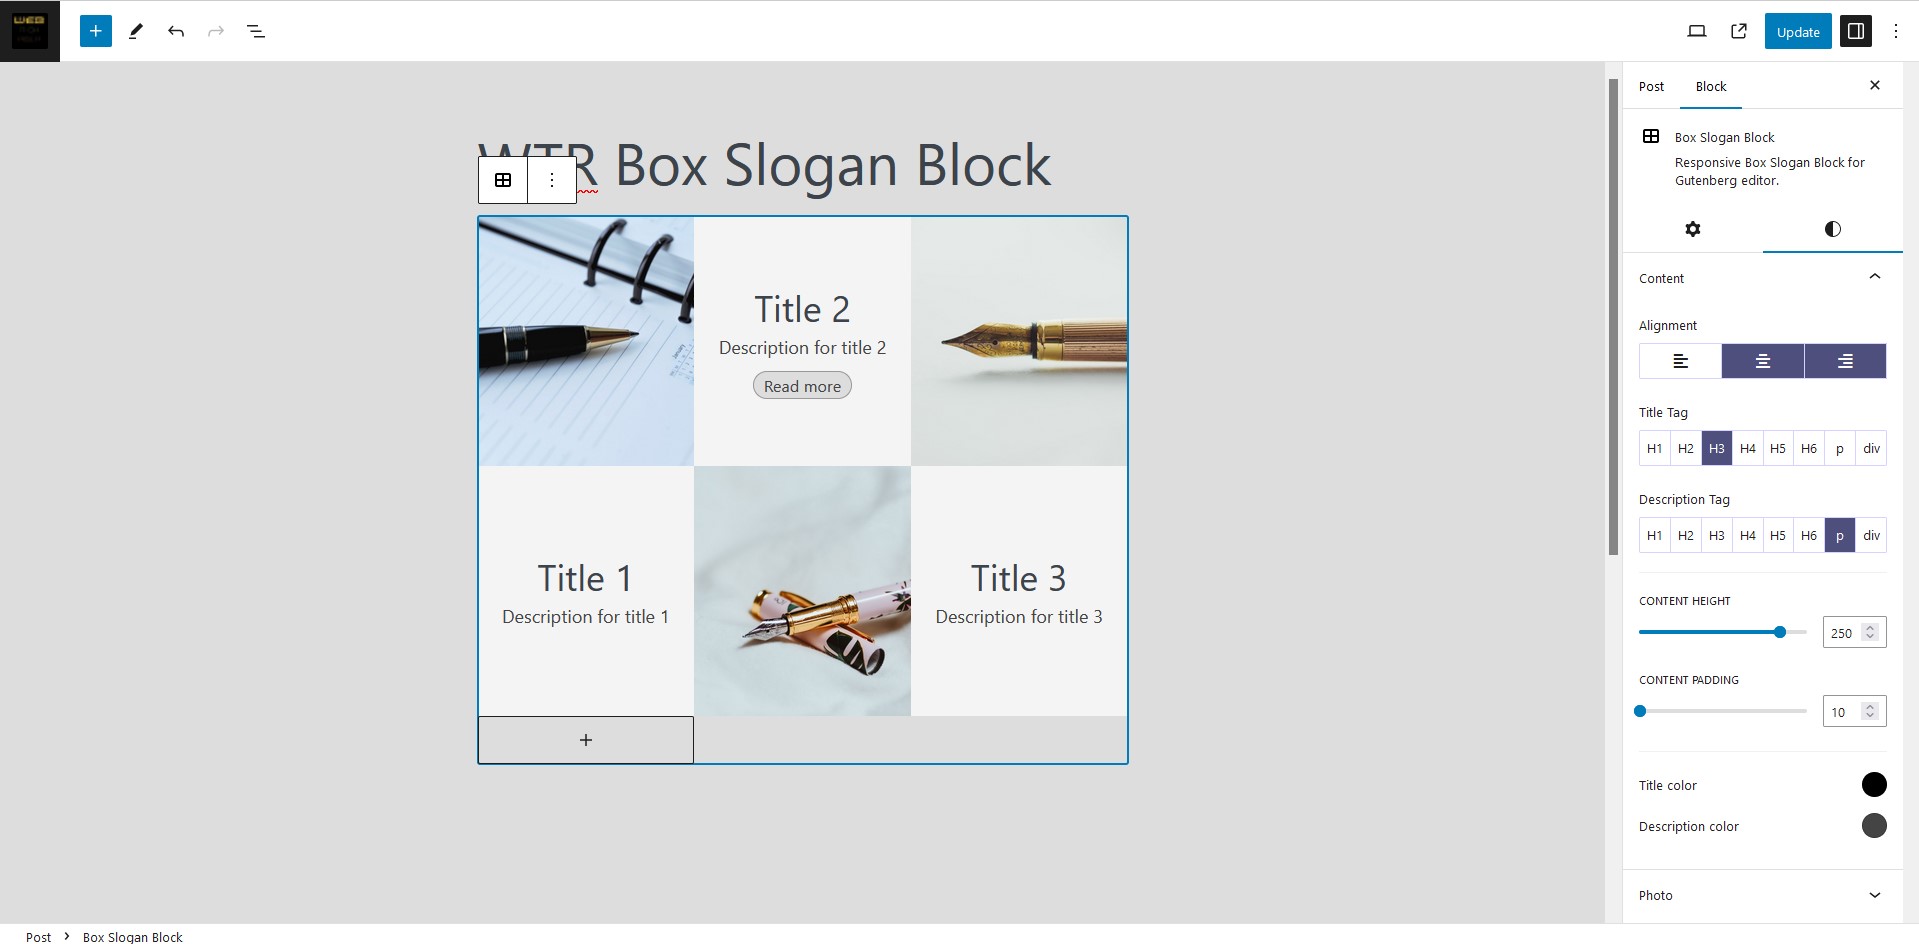 WEB
Update
Post
Block
Box Slogan Block
Responsive Box Slogan Block for
Gutenberg editor.
WTR Box Slogan Block
Title 2
Description for title 2
Read more
Title 1
Description for title 1
Title 3
Description for title 3
Content
Alignment
Title Tag
H1 H2 H3 H4 H5 H6 p div
Description Tag
H1 H2 H3 H4 H5 H6 p div
CONTENT HEIGHT
250
CONTENT PADDING
10
Title color
Description color
Photo
Post
Box Slogan Block